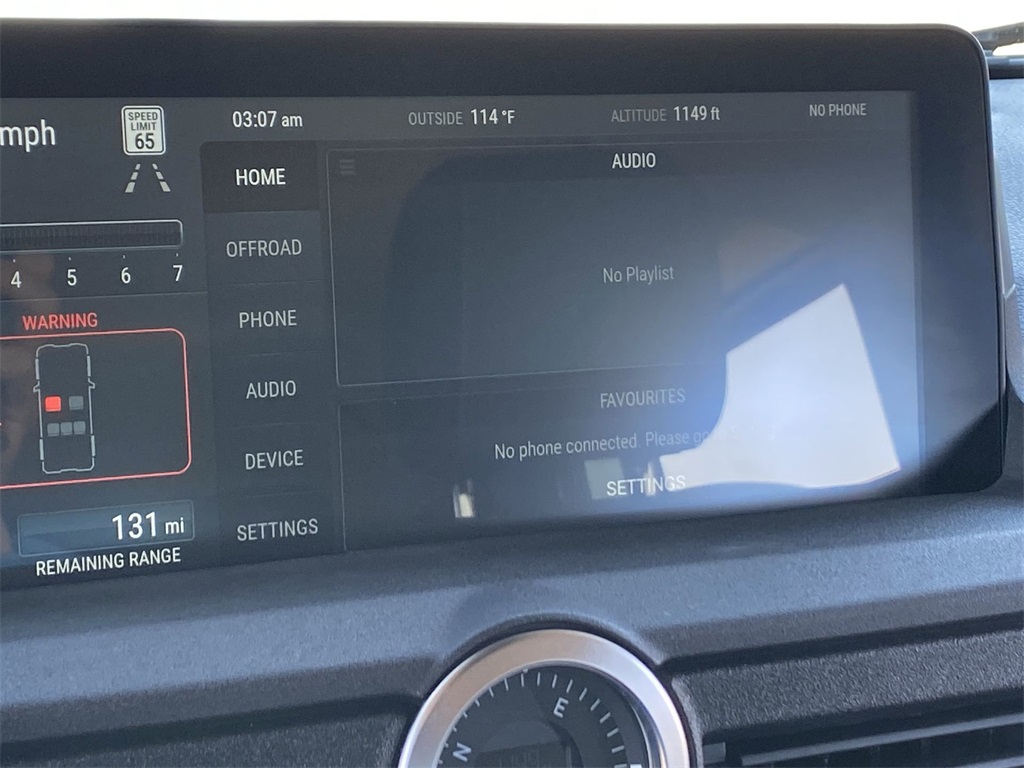 mph
SPEED
LIMIT
65
03:07 am
OUTSIDE 114 °F
ALTITUDE 1149 ft
NO PHONE
HOME
OFFROAD
PHONE
AUDIO
DEVICE
SETTINGS
AUDIO
No Playlist
FAVOURITES
No phone connected. Please
SETTINGS
4 5 6 7
WARNING
131 mi
REMAINING RANGE
N E